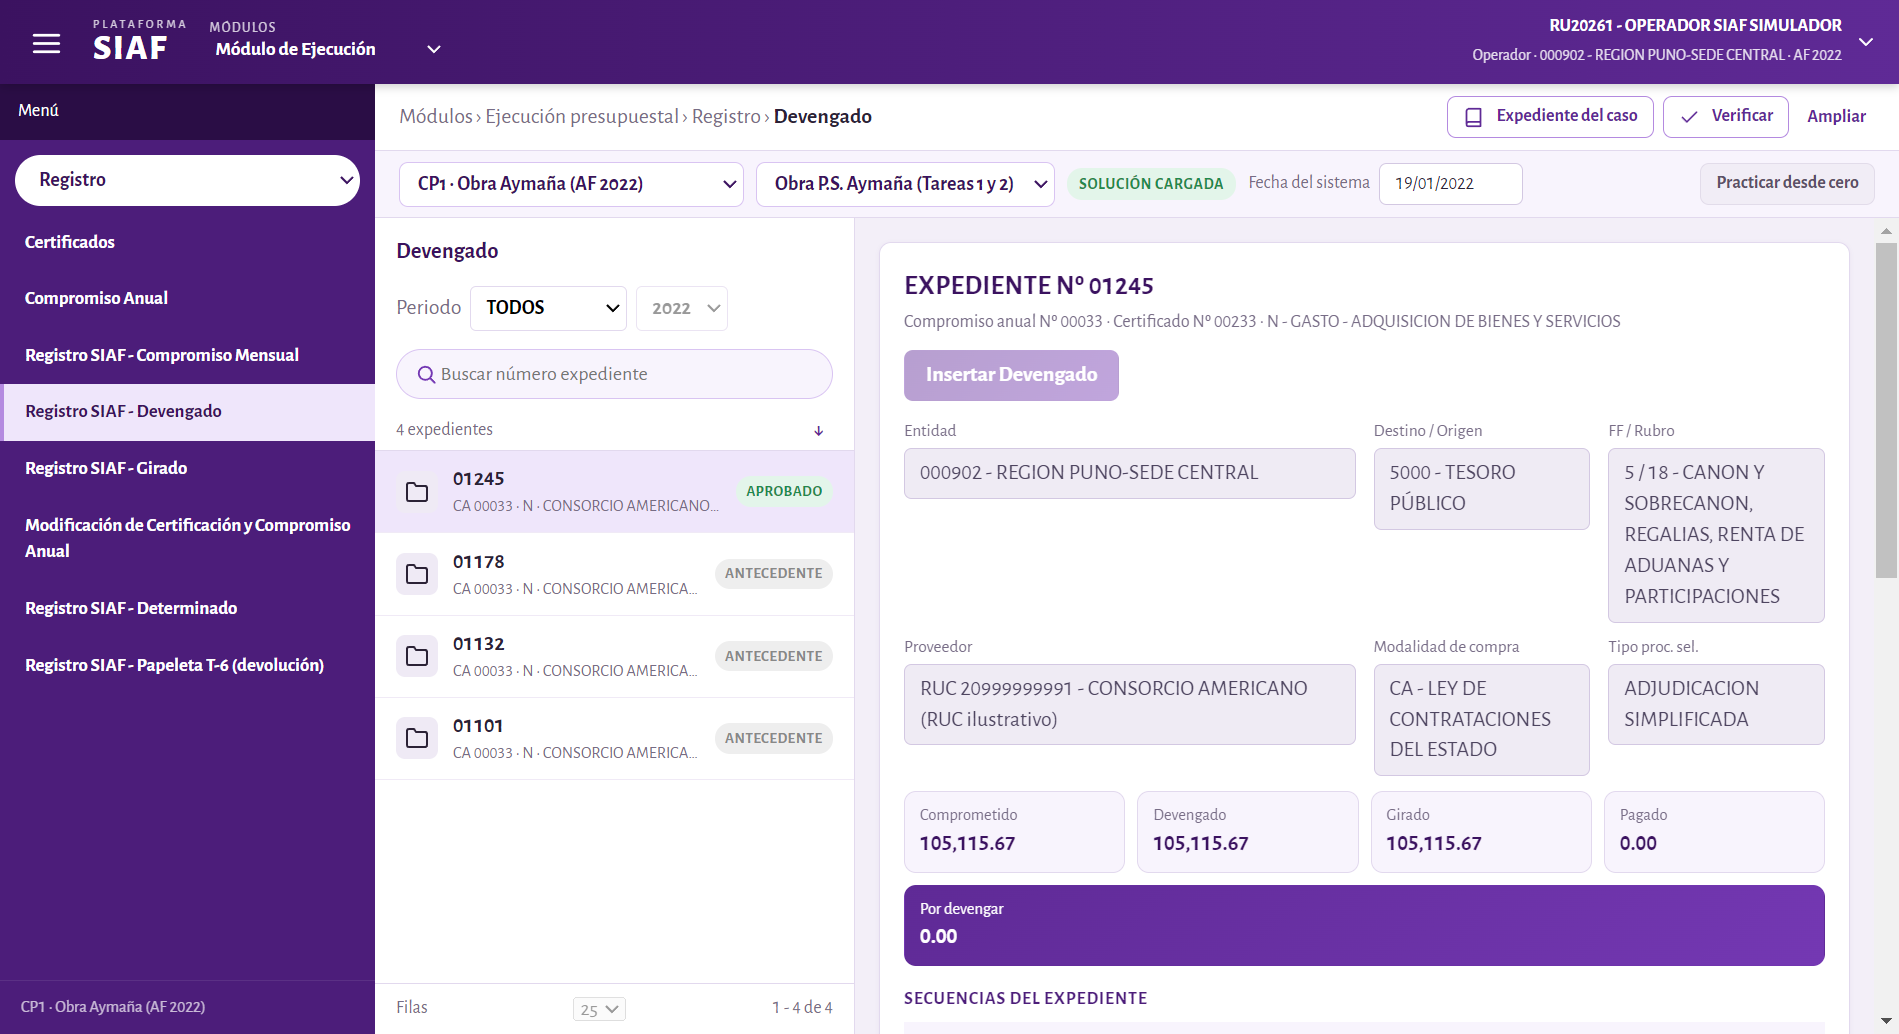 PLATAFORMA
SIAF
MÓDULOS
Módulo de Ejecución
RU20261 - OPERADOR SIAF SIMULADOR
Operador · 000902 - REGION PUNO-SEDE CENTRAL · AF 2022
Menú
Registro
Certificados
Compromiso Anual
Registro SIAF - Compromiso Mensual
Registro SIAF - Devengado
Registro SIAF - Girado
Modificación de Certificación y Compromiso
Anual
Registro SIAF - Determinado
Registro SIAF - Papeleta T-6 (devolución)
CP1 · Obra Aymaña (AF 2022)
Módulos › Ejecución presupuestal › Registro › Devengado
Expediente del caso
Verificar
Ampliar
CP1 · Obra Aymaña (AF 2022)
Obra P.S. Aymaña (Tareas 1 y 2)
SOLUCIÓN CARGADA
Fecha del sistema
19/01/2022
Practicar desde cero
Devengado
Periodo
TODOS
2022
Buscar número expediente
4 expedientes
01245
CA 00033 · N · CONSORCIO AMERICANO...
APROBADO
01178
CA 00033 · N · CONSORCIO AMERICA...
ANTECEDENTE
01132
CA 00033 · N · CONSORCIO AMERICA...
ANTECEDENTE
01101
CA 00033 · N · CONSORCIO AMERICA...
ANTECEDENTE
Filas
25
1 - 4 de 4
EXPEDIENTE Nº 01245
Compromiso anual Nº 00033 · Certificado Nº 00233 · N - GASTO - ADQUISICION DE BIENES Y SERVICIOS
Insertar Devengado
Entidad
000902 - REGION PUNO-SEDE CENTRAL
Destino / Origen
5000 - TESORO
PÚBLICO
FF / Rubro
5 / 18 - CANON Y
SOBRECANON,
REGALIAS, RENTA DE
ADUANAS Y
PARTICIPACIONES
Proveedor
RUC 20999999991 - CONSORCIO AMERICANO
(RUC ilustrativo)
Modalidad de compra
CA - LEY DE
CONTRATACIONES
DEL ESTADO
Tipo proc. sel.
ADJUDICACION
SIMPLIFICADA
Comprometido
105,115.67
Devengado
105,115.67
Girado
105,115.67
Pagado
0.00
Por devengar
0.00
SECUENCIAS DEL EXPEDIENTE